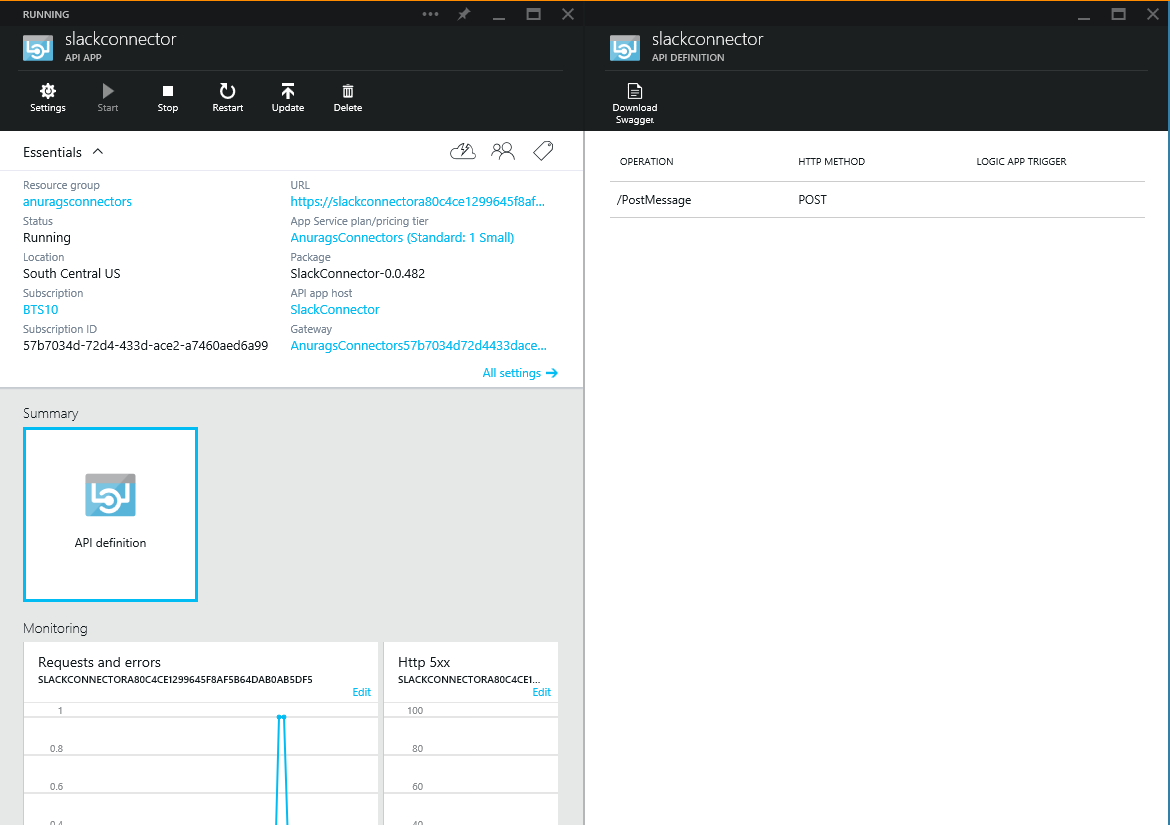 RUNNING
slackconnector
API APP
Settings
Start
Stop
Restart
Update
Delete
Essentials
Resource group
anuragsconnectors
Status
Running
Location
South Central US
Subscription
BTS10
Subscription ID
57b7034d-72d4-433d-ace2-a7460aed6a99
URL
https://slackconnectora80c4ce1299645f8af...
App Service plan/pricing tier
AnuragsConnectors (Standard: 1 Small)
Package
SlackConnector-0.0.482
API app host
SlackConnector
Gateway
AnuragsConnectors57b7034d72d4433dace...
All settings
Summary
API definition
Monitoring
Requests and errors
SLACKCONNECTORA80C4CE1299645F8AF5B64DAB0AB5DF5
Edit
1
0.8
0.6
0.4
Http 5xx
SLACKCONNECTORA80C4CE1...
Edit
100
80
60
40
slackconnector
API DEFINITION
Download
Swagger.
OPERATION HTTP METHOD LOGIC APP TRIGGER
/PostMessage POST